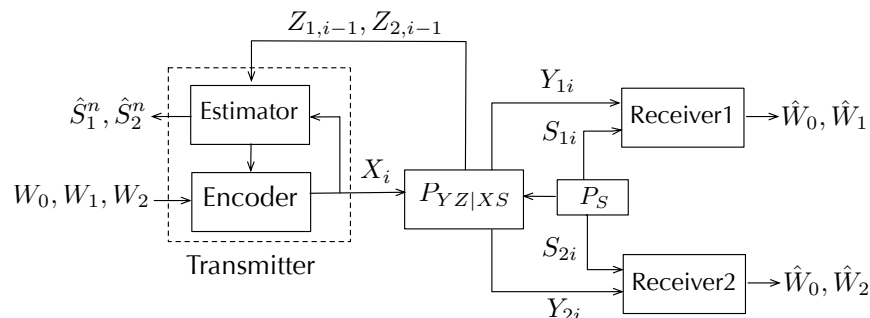 Z_{1,i-1}, Z_{2,i-1}
Ŝ_1^n, Ŝ_2^n
Estimator
Y_{1i}
Receiver1
Ŵ_0, Ŵ_1
S_{1i}
W_0, W_1, W_2
Encoder
X_i
P_{YZ|XS}
P_S
Transmitter
S_{2i}
Receiver2
Ŵ_0, Ŵ_2
Y_{2i}